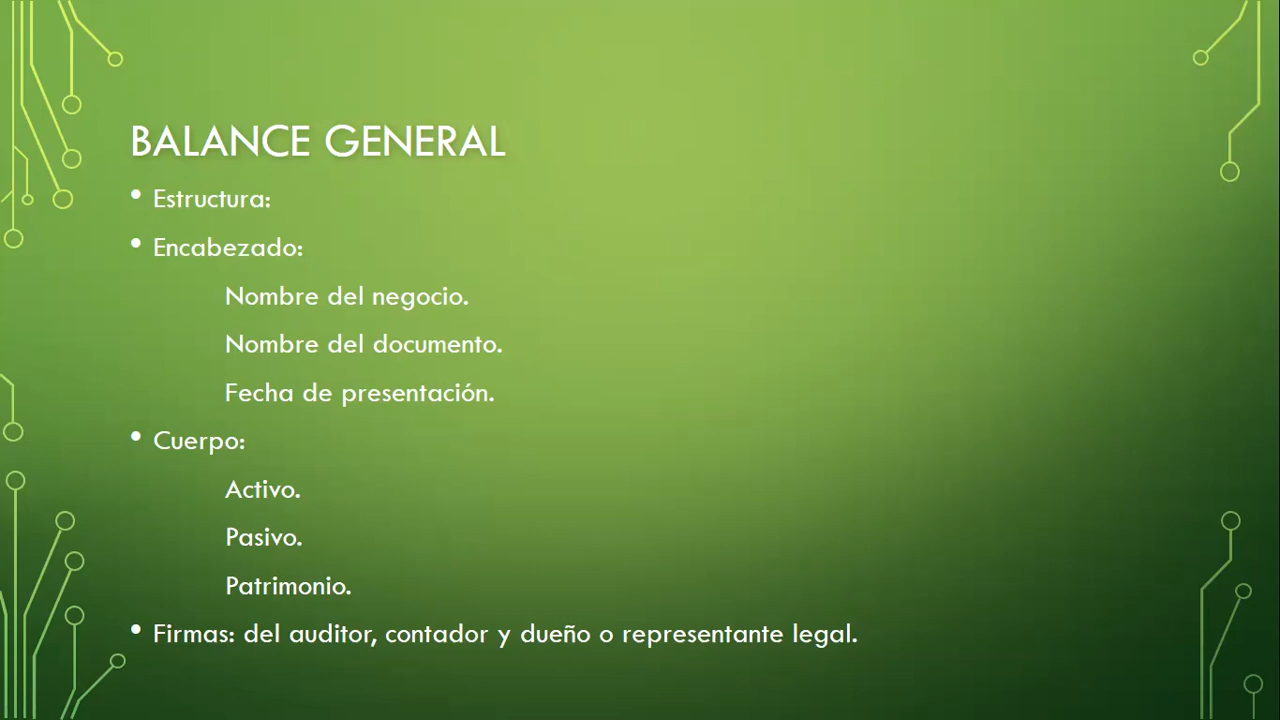 BALANCE GENERAL
• Estructura:
• Encabezado:
Nombre del negocio.
Nombre del documento.
Fecha de presentación.
• Cuerpo:
Activo.
Pasivo.
Patrimonio.
• Firmas: del auditor, contador y dueño o representante legal.